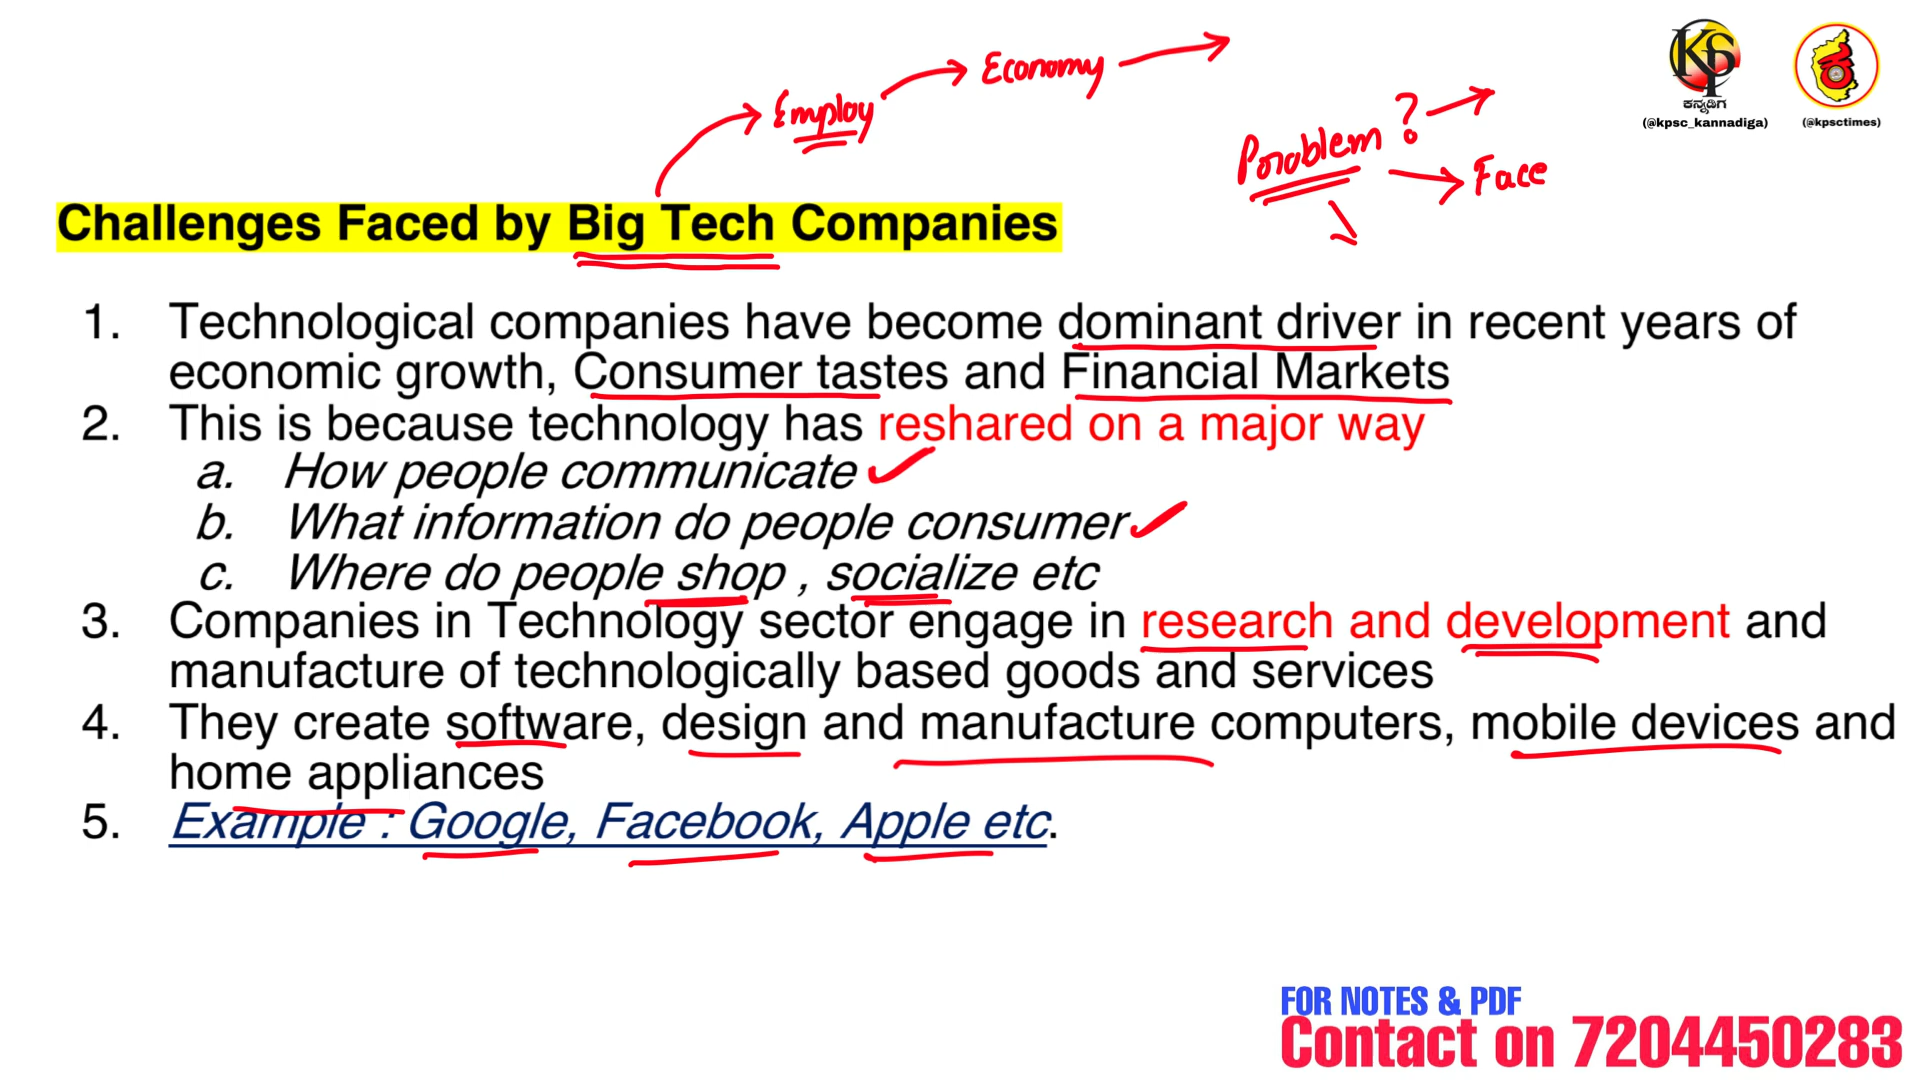 Economy
Employ
Problem ?
Face
KPSC
ಕನ್ನಡಿಗ
(@kpsc_kannadiga)
(@kpsctimes)
Challenges Faced by Big Tech Companies
1. Technological companies have become dominant driver in recent years of
economic growth, Consumer tastes and Financial Markets
2. This is because technology has reshared on a major way
a. How people communicate
b. What information do people consumer
c. Where do people shop , socialize etc
3. Companies in Technology sector engage in research and development and
manufacture of technologically based goods and services
4. They create software, design and manufacture computers, mobile devices and
home appliances
5. Example : Google, Facebook, Apple etc.
FOR NOTES & PDF
Contact on 7204450283